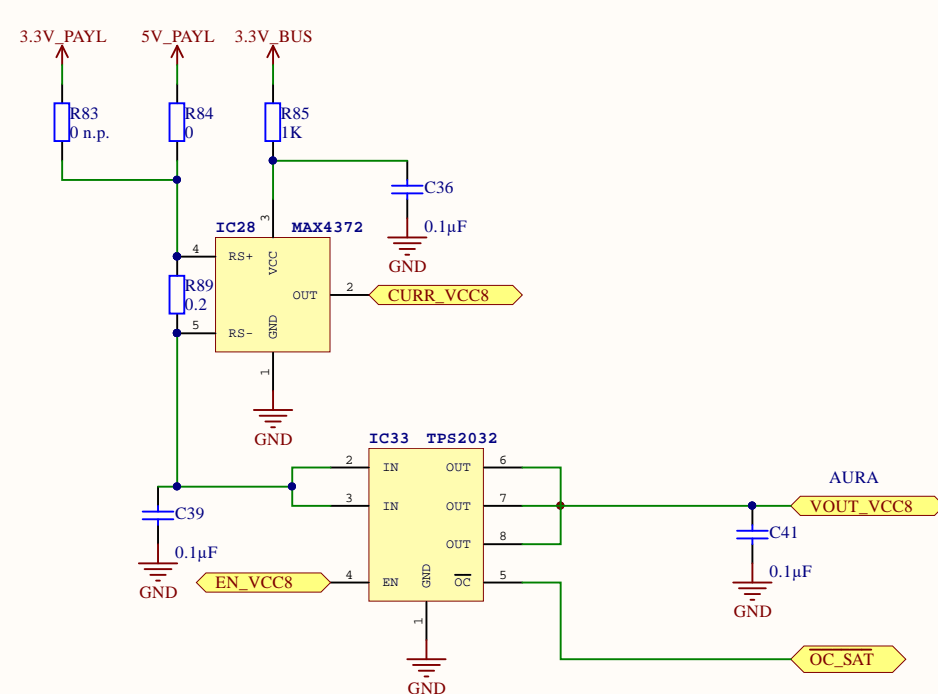 3.3V_PAYL 5V_PAYL 3.3V_BUS
R83 R84 R85
0 n.p. 0 1K
C36
0.1µF
GND
IC28 MAX4372
3
4 RS+ VCC
R89
0.2
OUT 2 CURR_VCC8
5 RS- GND
1
GND
IC33 TPS2032
2 IN OUT 6
AURA
3 IN OUT 7 VOUT_VCC8
C39
0.1µF
GND
OUT 8
C41
0.1µF
GND
EN_VCC8 4 EN GND OC 5
1
GND
OC_SAT